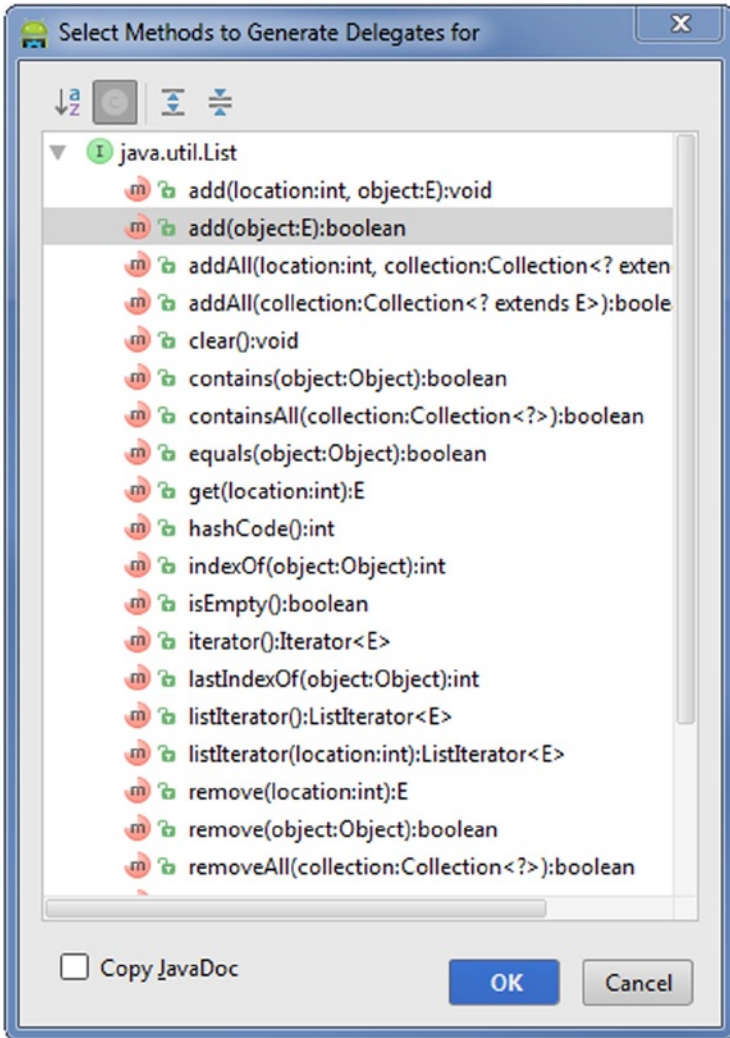 Select Methods to Generate Delegates for
java.util.List
add(location:int, object:E):void
add(object:E):boolean
addAll(location:int, collection:Collection<? exten
addAll(collection:Collection<? extends E>):boole
clear():void
contains(object:Object):boolean
containsAll(collection:Collection<?>):boolean
equals(object:Object):boolean
get(location:int):E
hashCode():int
indexOf(object:Object):int
isEmpty():boolean
iterator():Iterator<E>
lastIndexOf(object:Object):int
listIterator():ListIterator<E>
listIterator(location:int):ListIterator<E>
remove(location:int):E
remove(object:Object):boolean
removeAll(collection:Collection<?>):boolean
Copy JavaDoc
OK Cancel